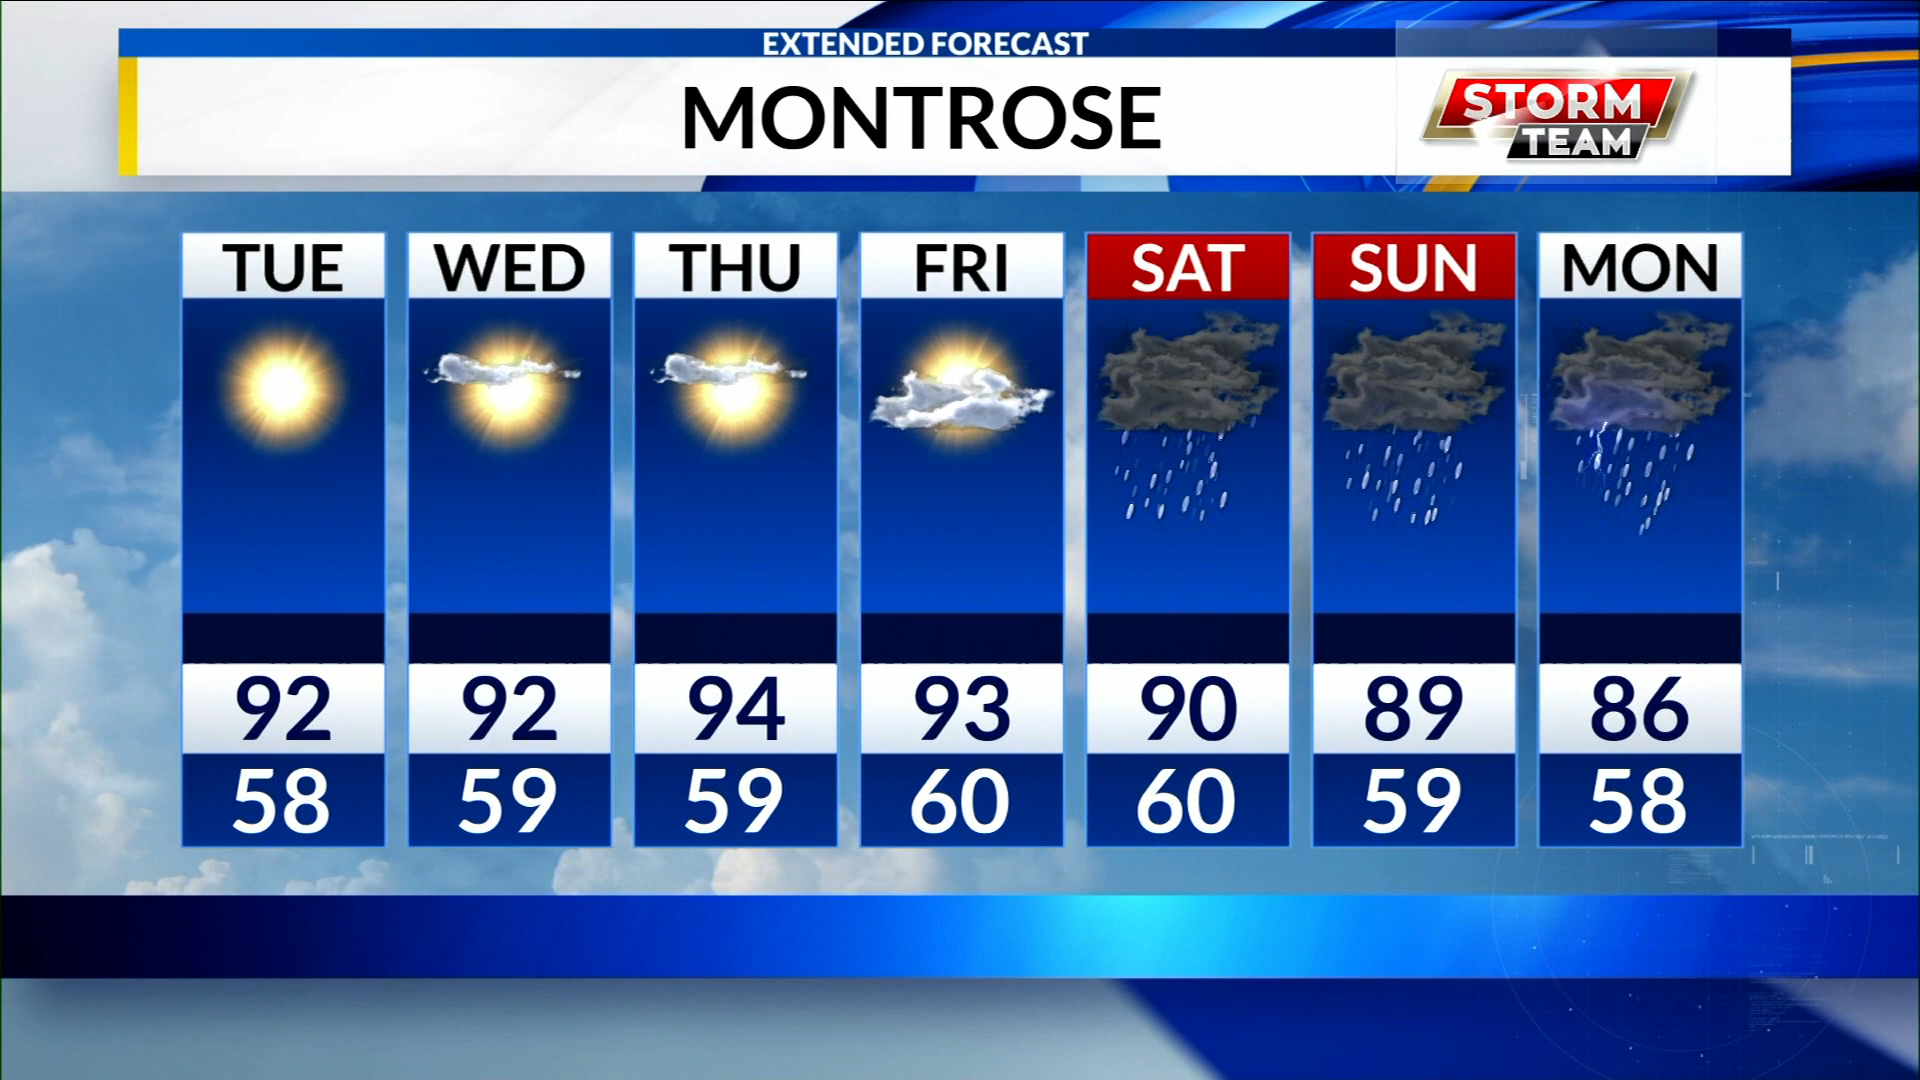 EXTENDED FORECAST
MONTROSE
STORM
TEAM
TUE WED THU FRI SAT SUN MON
92 92 94 93 90 89 86
58 59 59 60 60 59 58